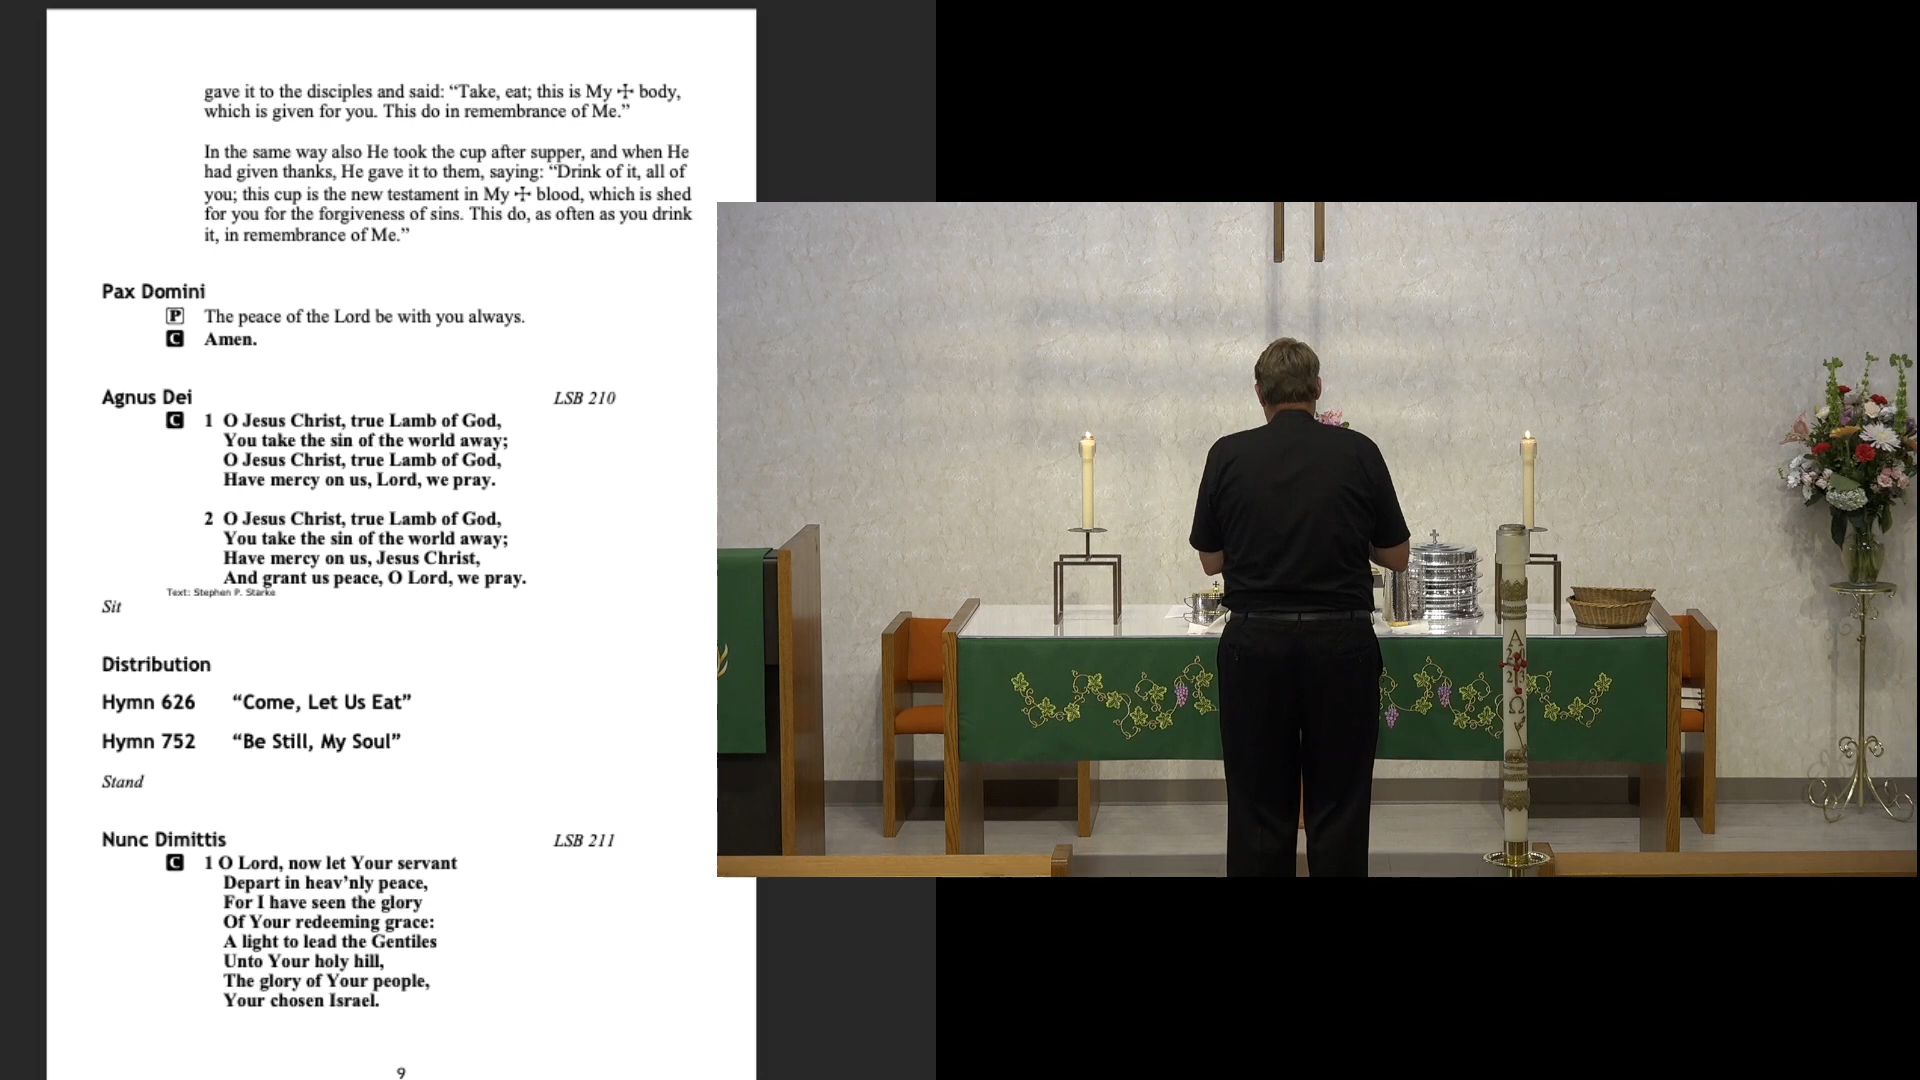 gave it to the disciples and said: “Take, eat; this is My ☩ body,
which is given for you. This do in remembrance of Me.”
In the same way also He took the cup after supper, and when He
had given thanks, He gave it to them, saying: “Drink of it, all of
you; this cup is the new testament in My ☩ blood, which is shed
for you for the forgiveness of sins. This do, as often as you drink
it, in remembrance of Me.”
Pax Domini
P The peace of the Lord be with you always.
C Amen.
Agnus Dei LSB 210
C 1 O Jesus Christ, true Lamb of God,
You take the sin of the world away;
O Jesus Christ, true Lamb of God,
Have mercy on us, Lord, we pray.
2 O Jesus Christ, true Lamb of God,
You take the sin of the world away;
Have mercy on us, Jesus Christ,
And grant us peace, O Lord, we pray.
Text: Stephen P. Starke
Sit
Distribution
Hymn 626 “Come, Let Us Eat”
Hymn 752 “Be Still, My Soul”
Stand
Nunc Dimittis LSB 211
C 1 O Lord, now let Your servant
Depart in heav’nly peace,
For I have seen the glory
Of Your redeeming grace:
A light to lead the Gentiles
Unto Your holy hill,
The glory of Your people,
Your chosen Israel.
9
Α
Ω